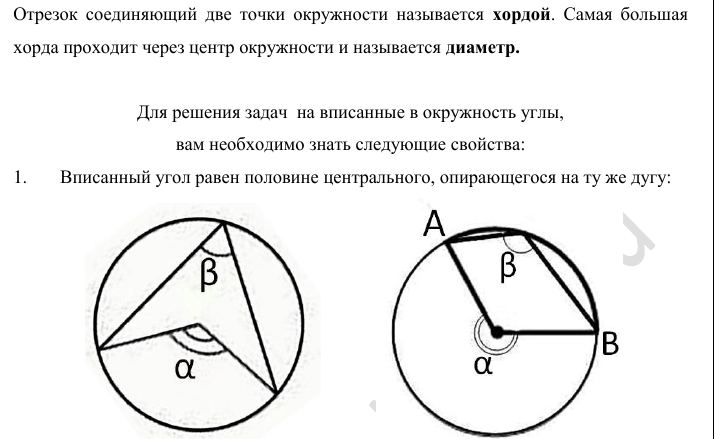 Отрезок соединяющий две точки окружности называется хордой. Самая большая
хорда проходит через центр окружности и называется диаметр.
Для решения задач на вписанные в окружность углы,
вам необходимо знать следующие свойства:
1. Вписанный угол равен половине центрального, опирающегося на ту же дугу:
β
α
A
β
α
B